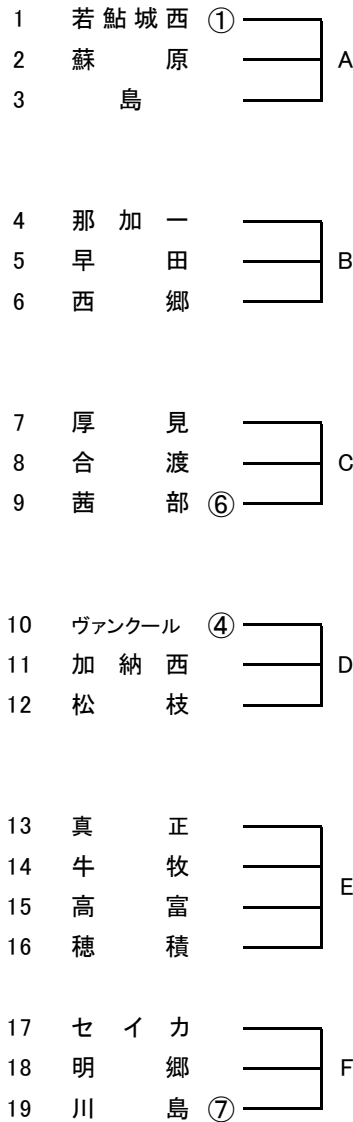 1 若鮎城西 ①
2 蘇原
A
3 島
4 那加一
5 早田
B
6 西郷
7 厚見
8 合渡
C
9 茜部 ⑥
10 ヴァンクール ④
11 加納西
D
12 松枝
13 真正
14 牛牧
E
15 高富
16 穂積
17 セイカ
18 明郷
F
19 川島 ⑦